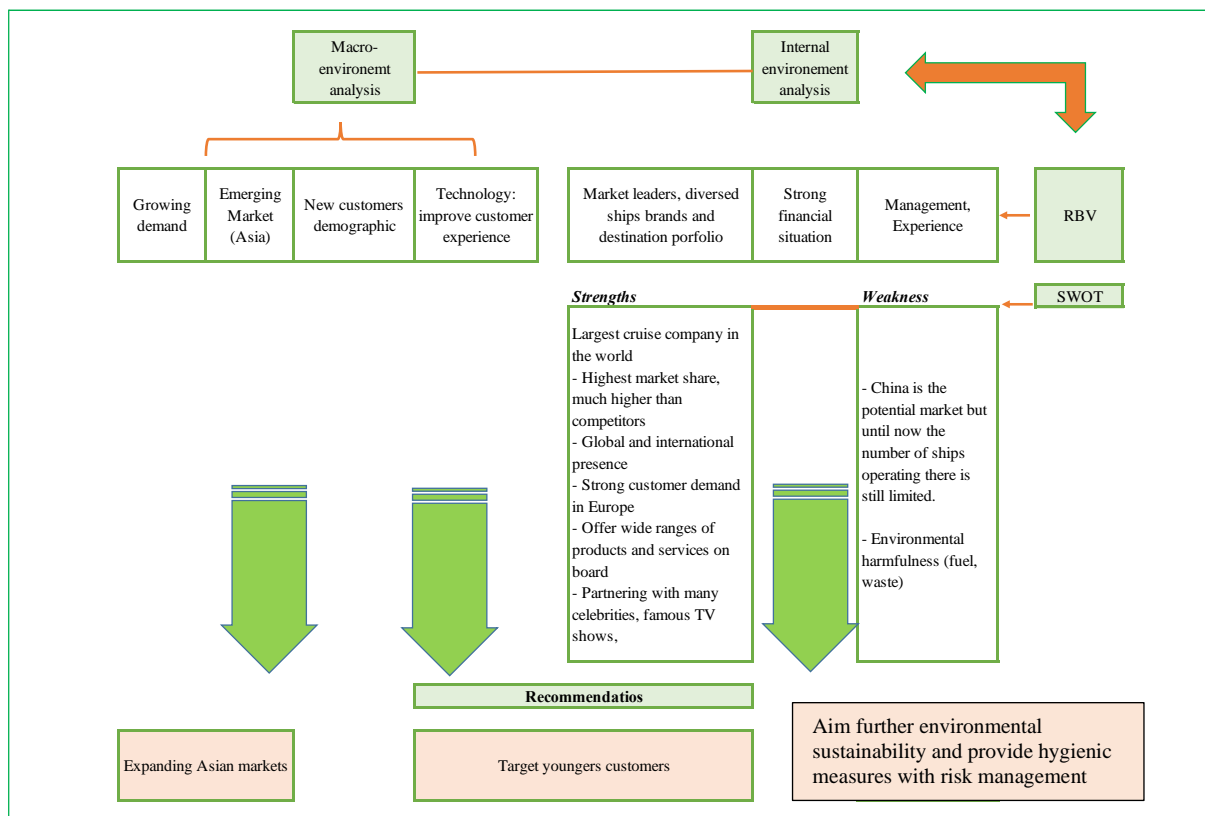 Macro-
environemt
analysis
Internal
environement
analysis
Growing
demand
Emerging
Market
(Asia)
New customers
demographic
Technology:
improve customer
experience
Market leaders, diversed
ships brands and
destination porfolio
Strong
financial
situation
Management,
Experience
RBV
SWOT
Strengths
Largest cruise company in
the world
- Highest market share,
much higher than
competitors
- Global and international
presence
- Strong customer demand
in Europe
- Offer wide ranges of
products and services on
board
- Partnering with many
celebrities, famous TV
shows,
Weakness
- China is the
potential market but
until now the
number of ships
operating there is
still limited.
- Environmental
harmfulness (fuel,
waste)
Recommendatios
Expanding Asian markets
Target youngers customers
Aim further environmental
sustainability and provide hygienic
measures with risk management